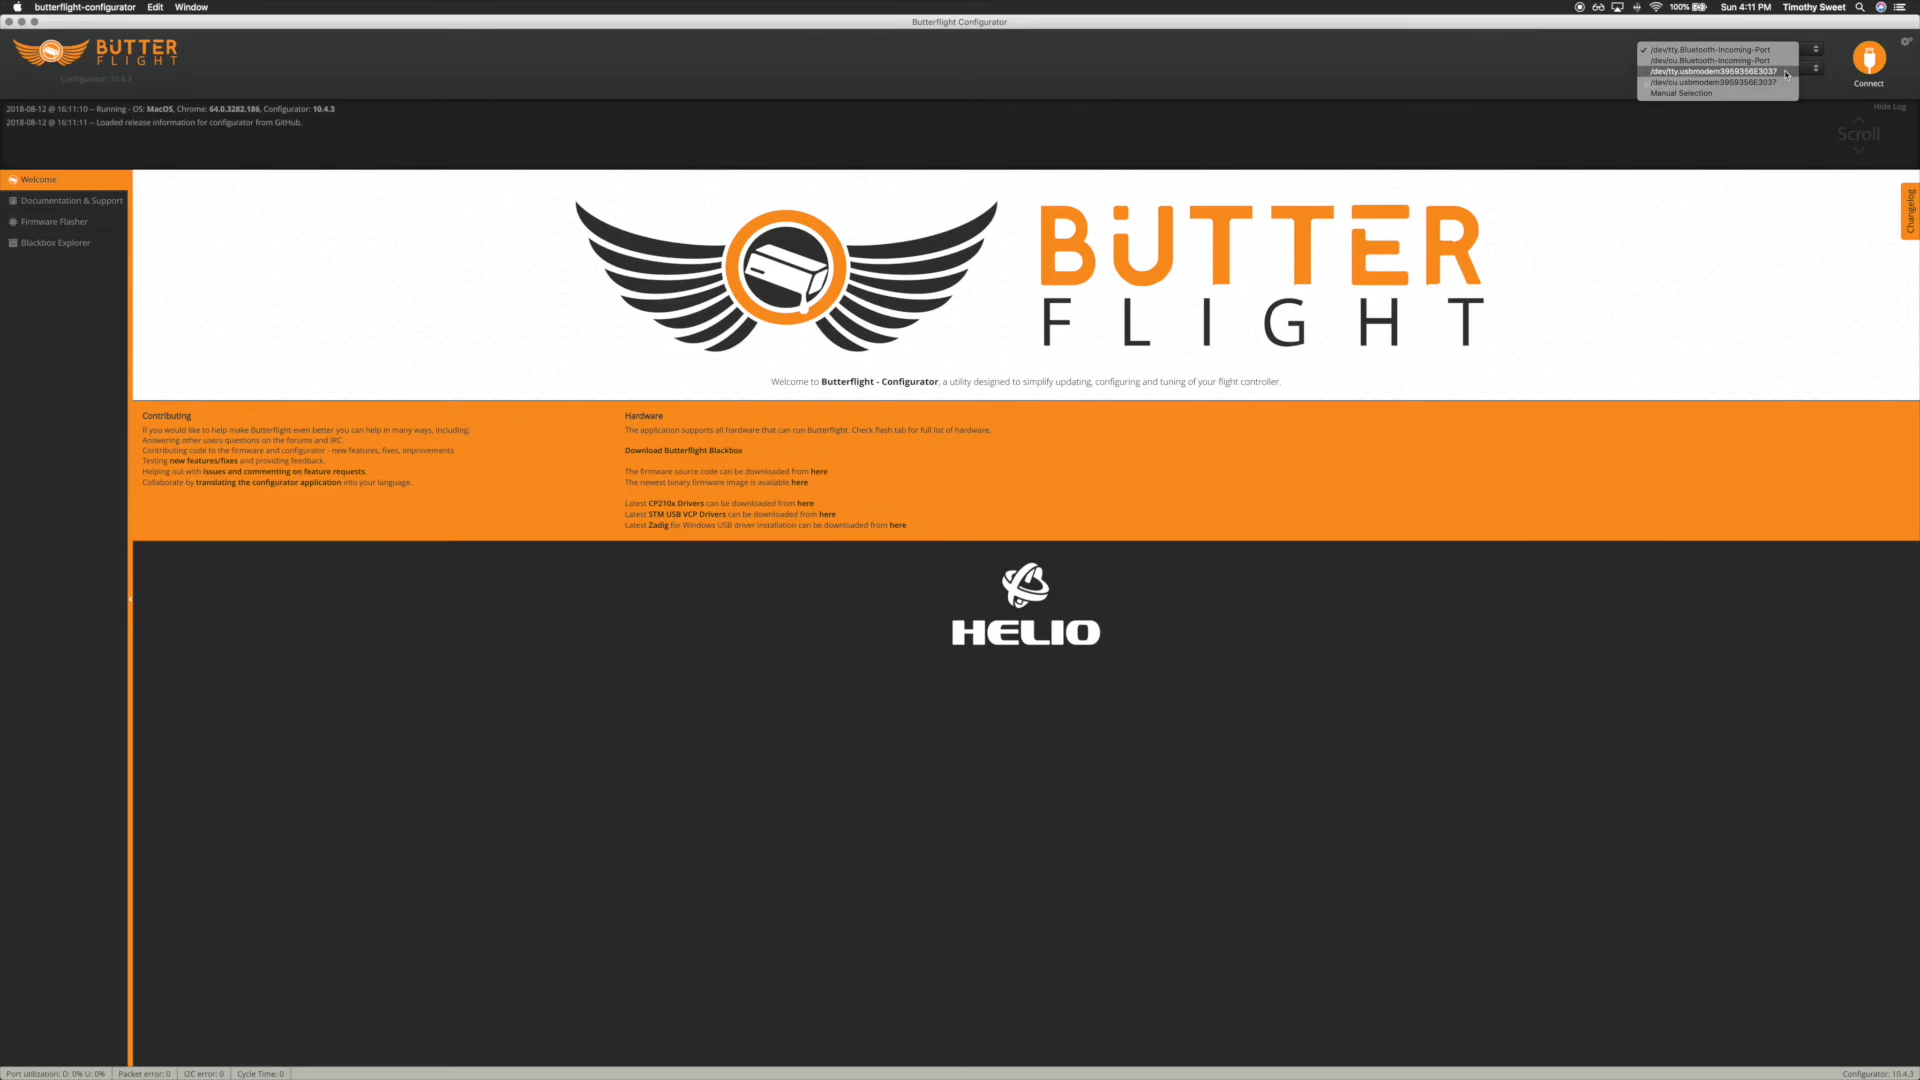 butterflight-configurator Edit Window
100% Sun 4:11 PM Timothy Sweet
Butterflight Configurator
BUTTER
FLIGHT
Configurator: 10.4.3
/dev/tty.Bluetooth-Incoming-Port
/dev/cu.Bluetooth-Incoming-Port
/dev/tty.usbmodem3959356E3037
/dev/cu.usbmodem3959356E3037
Manual Selection
Connect
2018-08-12 @ 16:11:10 -- Running - OS: MacOS, Chrome: 64.0.3282.186, Configurator: 10.4.3
2018-08-12 @ 16:11:11 -- Loaded release information for configurator from GitHub.
Hide Log
Scroll
Welcome
Documentation & Support
Firmware Flasher
Blackbox Explorer
Changelog
BUTTER
FLIGHT
Welcome to Butterflight - Configurator, a utility designed to simplify updating, configuring and tuning of your flight controller.
Contributing
If you would like to help make Butterflight even better you can help in many ways, including:
Answering other users questions on the forums and IRC.
Contributing code to the firmware and configurator - new features, fixes, improvements
Testing new features/fixes and providing feedback.
Helping out with issues and commenting on feature requests.
Collaborate by translating the configurator application into your language.
Hardware
The application supports all hardware that can run Butterflight. Check flash tab for full list of hardware.
Download Butterflight Blackbox
The firmware source code can be downloaded from here
The newest binary firmware image is available here
Latest CP210x Drivers can be downloaded from here
Latest STM USB VCP Drivers can be downloaded from here
Latest Zadig for Windows USB driver installation can be downloaded from here
HELIO
Port utilization: D: 0% U: 0% Packet error: 0 I2C error: 0 Cycle Time: 0
Configurator: 10.4.3